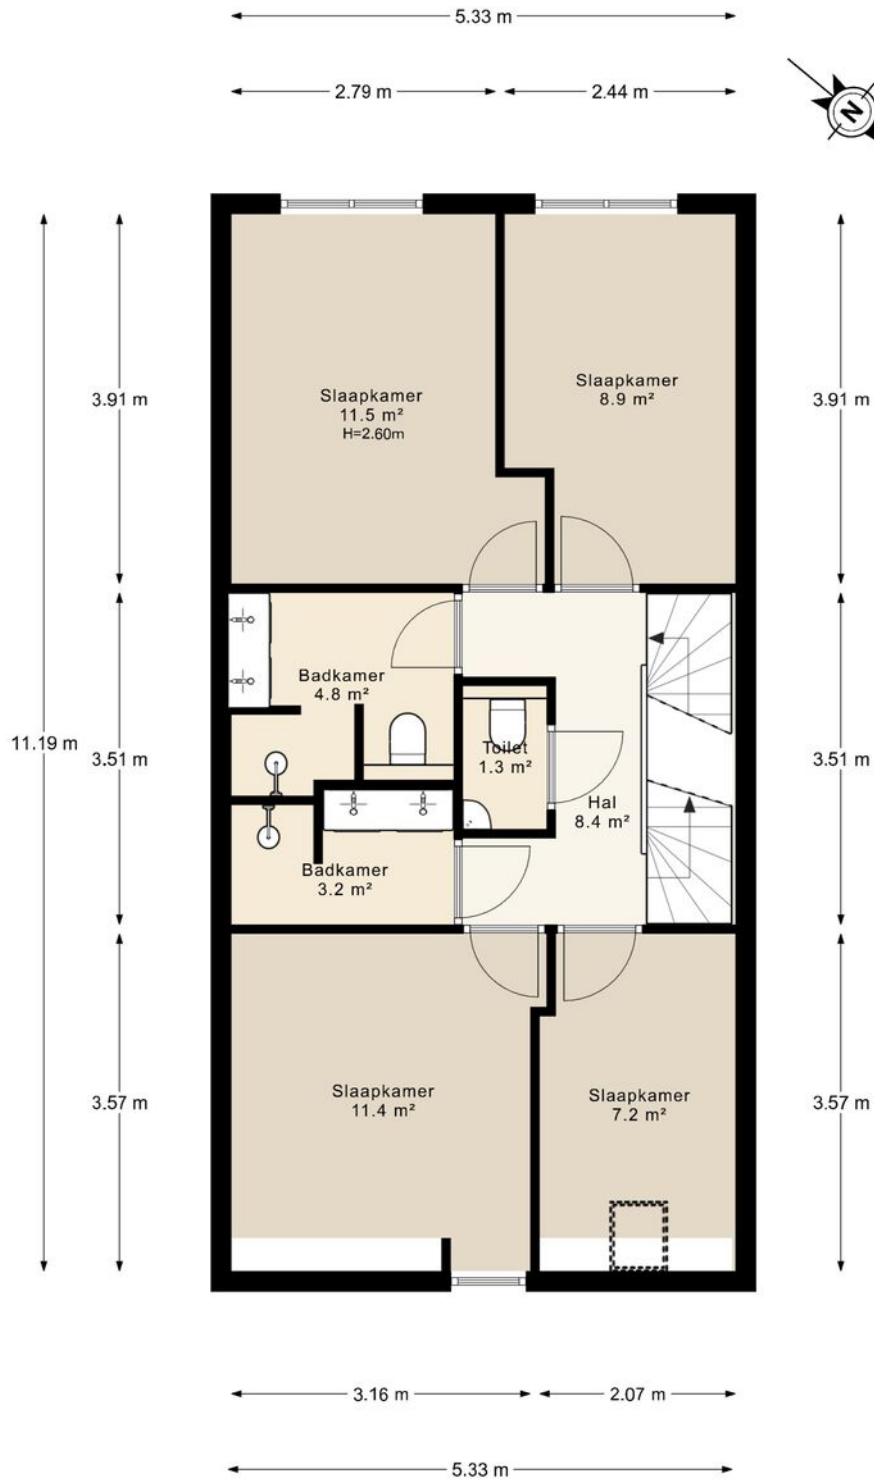 5.33 m
2.79 m
2.44 m
N
3.91 m
3.91 m
Slaapkamer
11.5 m²
H=2.60m
Slaapkamer
8.9 m²
Badkamer
4.8 m²
11.19 m
3.51 m
3.51 m
Toilet
1.3 m²
Hal
8.4 m²
Badkamer
3.2 m²
3.57 m
3.57 m
Slaapkamer
11.4 m²
Slaapkamer
7.2 m²
3.16 m
2.07 m
5.33 m